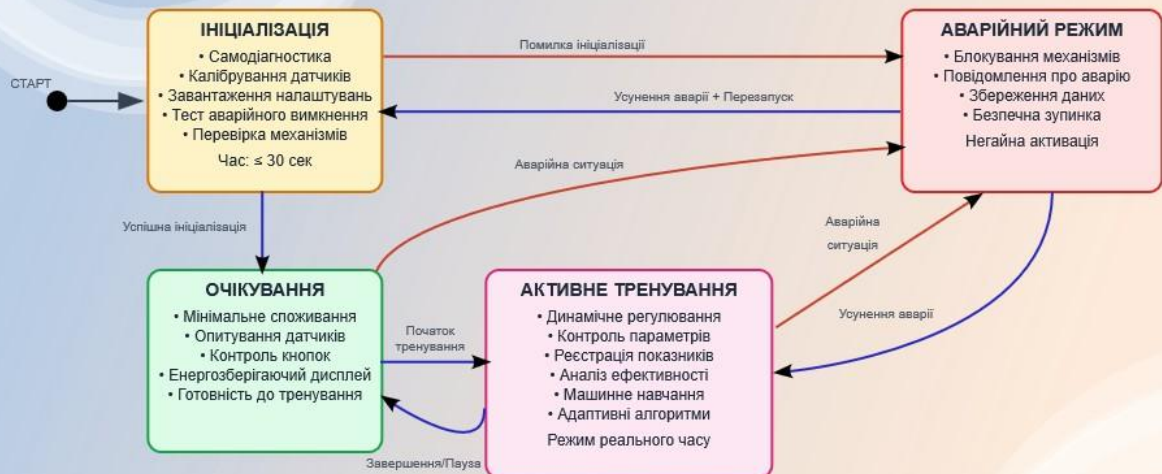 СТАРТ
ІНІЦІАЛІЗАЦІЯ
• Самодіагностика
• Калібрування датчиків
• Завантаження налаштувань
• Тест аварійного вимкнення
• Перевірка механізмів
Час: ≤ 30 сек
Помилка ініціалізації
Усунення аварії + Перезапуск
АВАРІЙНИЙ РЕЖИМ
• Блокування механізмів
• Повідомлення про аварію
• Збереження даних
• Безпечна зупинка
Негайна активація
Аварійна ситуація
Успішна ініціалізація
Аварійна
ситуація
ОЧІКУВАННЯ
• Мінімальне споживання
• Опитування датчиків
• Контроль кнопок
• Енергозберігаючий дисплей
• Готовність до тренування
Початок
тренування
АКТИВНЕ ТРЕНУВАННЯ
• Динамічне регулювання
• Контроль параметрів
• Реєстрація показників
• Аналіз ефективності
• Машинне навчання
• Адаптивні алгоритми
Режим реального часу
Усунення аварії
Завершення/Пауза